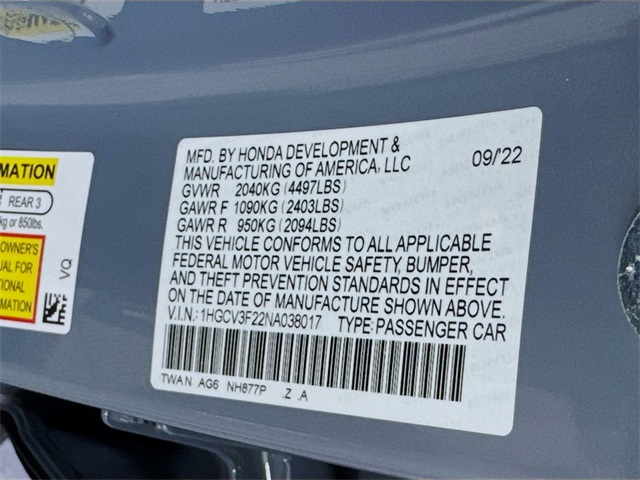 MFD. BY HONDA DEVELOPMENT &
MANUFACTURING OF AMERICA, LLC 09/22
GVWR 2040KG (4497LBS)
GAWR F 1090KG (2403LBS)
GAWR R 950KG (2094LBS)
THIS VEHICLE CONFORMS TO ALL APPLICABLE
FEDERAL MOTOR VEHICLE SAFETY, BUMPER,
AND THEFT PREVENTION STANDARDS IN EFFECT
ON THE DATE OF MANUFACTURE SHOWN ABOVE.
V.I.N.: 1HGCV3F22NA038017 TYPE: PASSENGER CAR
TWA N AG6 NH877P .Z .A
MATION
REAR 3
kg or 850lbs.
OWNER'S
UAL FOR
TIONAL
RMATION
VQ